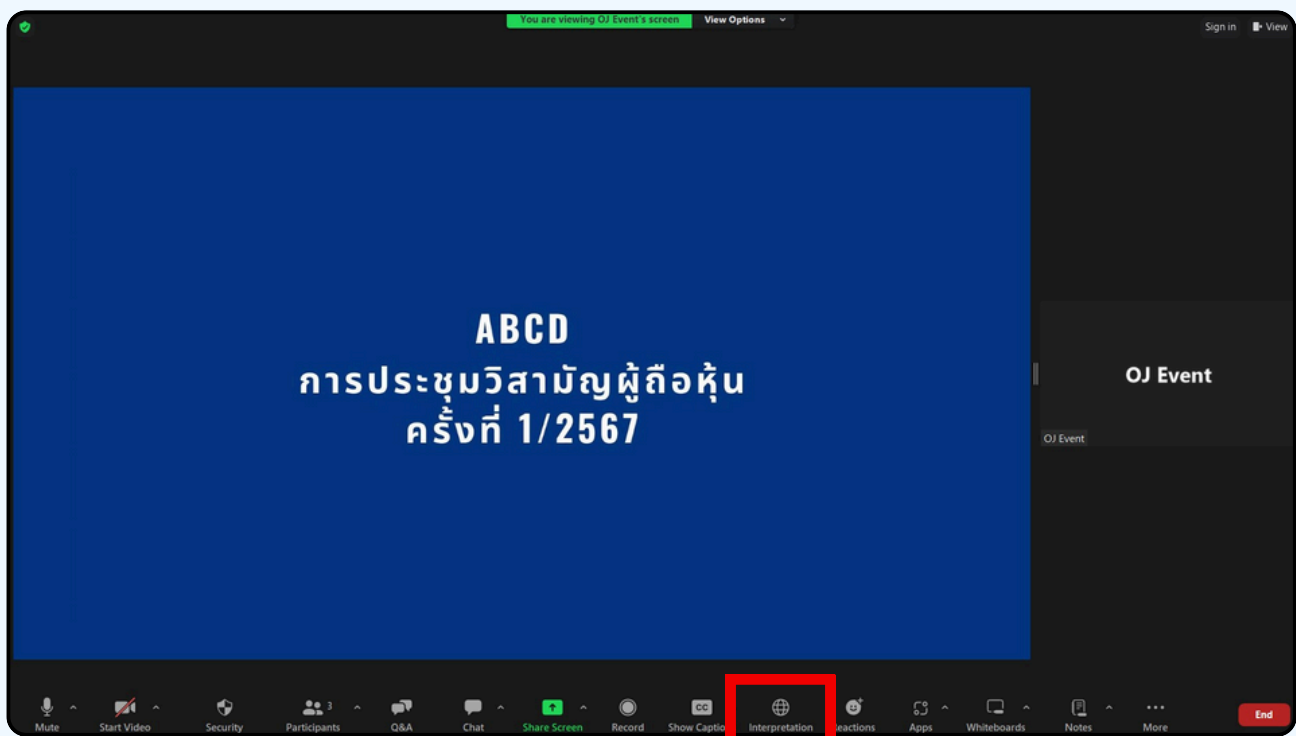 You are viewing OJ Event's screen View Options
Sign in View
ABCD
การประชุมวิสามัญผู้ถือหุ้น
ครั้งที่ 1/2567
OJ Event
OJ Event
3
CC
Mute Start Video Security Participants Q&A Chat Share Screen Record Show Captio Interpretation eactions Apps Whiteboards Notes More End